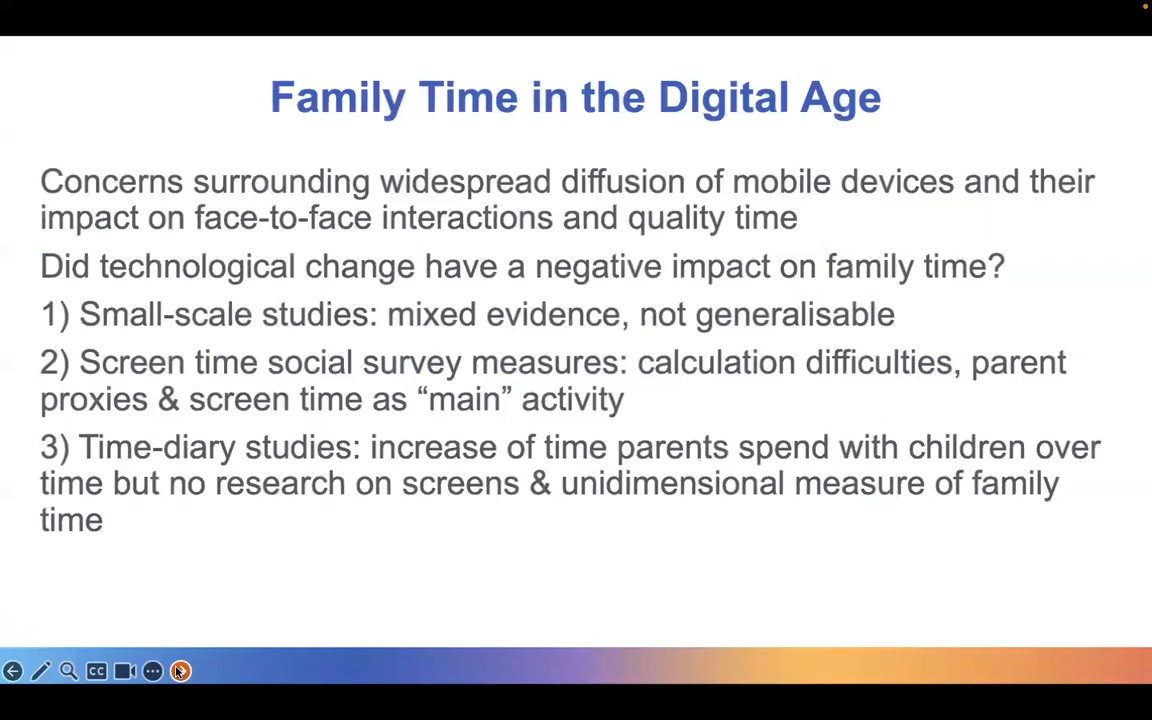 Family Time in the Digital Age
Concerns surrounding widespread diffusion of mobile devices and their
impact on face-to-face interactions and quality time
Did technological change have a negative impact on family time?
1) Small-scale studies: mixed evidence, not generalisable
2) Screen time social survey measures: calculation difficulties, parent
proxies & screen time as “main” activity
3) Time-diary studies: increase of time parents spend with children over
time but no research on screens & unidimensional measure of family
time
CC